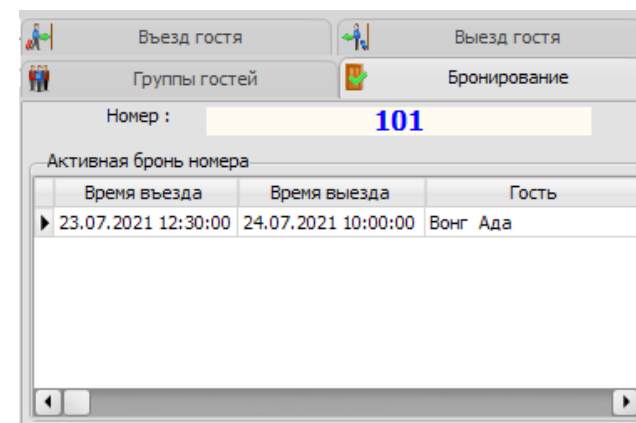 Въезд гостя Выезд гостя
Группы гостей Бронирование
Номер : 101
Активная бронь номера
Время въезда Время выезда Гость
23.07.2021 12:30:00 24.07.2021 10:00:00 Вонг Ада